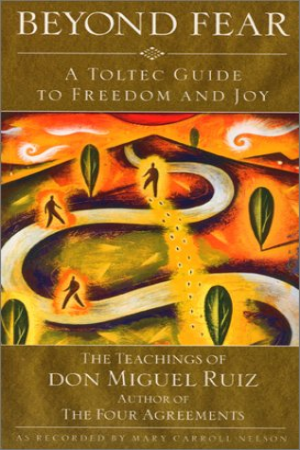 BEYOND FEAR
A TOLTEC GUIDE
TO FREEDOM AND JOY
THE TEACHINGS OF
DON MIGUEL RUIZ
AUTHOR OF
THE FOUR AGREEMENTS
AS RECORDED BY MARY CARROLL NELSON